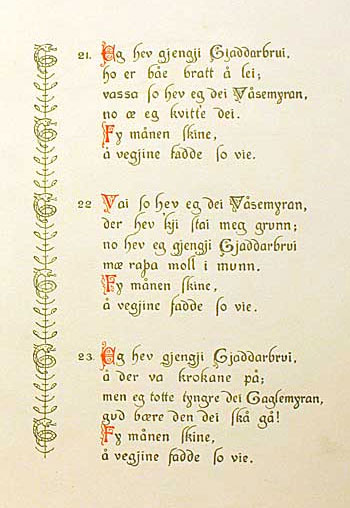 21. Eg hev gjengji Gjaddarbrui,
ho er båe bratt å lei;
vassa so hev eg dei Våsemyran,
no æ eg kvitte dei.
Fy månen skine,
å vegjine fadde so vie.
22 Vai so hev eg dei Våsemyran,
der hev kji stai meg grunn;
no hev eg gjengji Gjaddarbrui
mæ raþa moll i munn.
Fy månen skine,
å vegjine fadde so vie.
23. Eg hev gjengji Gjaddarbrui,
å der va krokane på;
men eg totte tyngre dei Gaglemyran,
gud bære den dei skå gå!
Fy månen skine,
å vegjine fadde so vie.